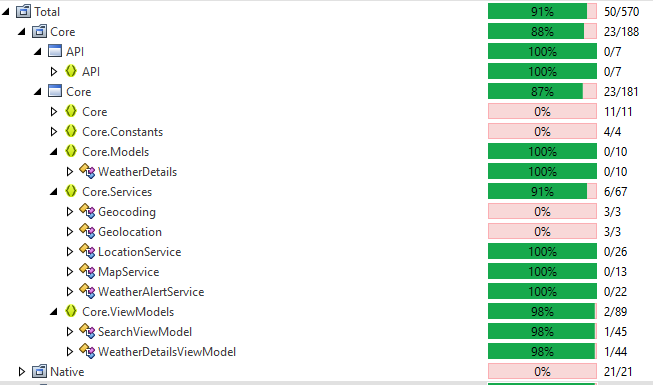 Total 91% 50/570
Core 88% 23/188
API 100% 0/7
API 100% 0/7
Core 87% 23/181
Core 0% 11/11
Core.Constants 0% 4/4
Core.Models 100% 0/10
WeatherDetails 100% 0/10
Core.Services 91% 6/67
Geocoding 0% 3/3
Geolocation 0% 3/3
LocationService 100% 0/26
MapService 100% 0/13
WeatherAlertService 100% 0/22
Core.ViewModels 98% 2/89
SearchViewModel 98% 1/45
WeatherDetailsViewModel 98% 1/44
Native 0% 21/21